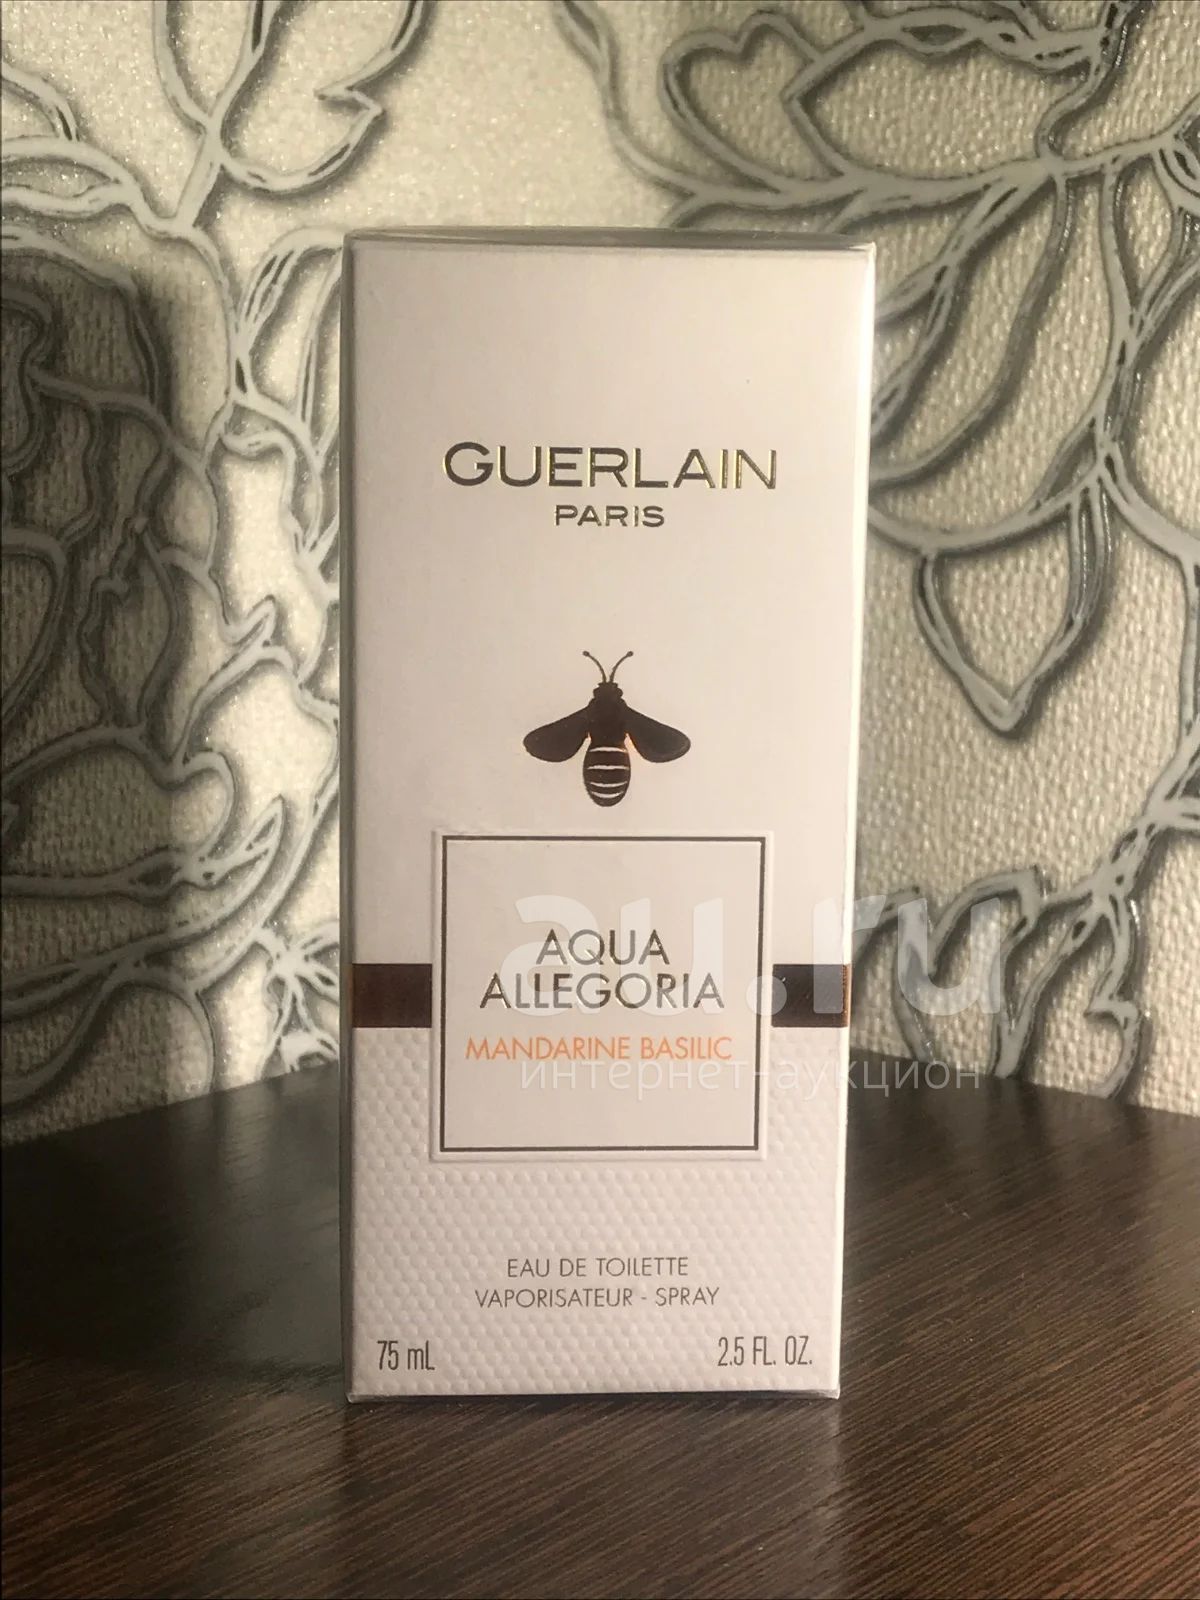 GUERLAIN
PARIS
au.ru
AQUA
ALLEGORIA
MANDARINE BASILIC
интернет-аукцион
EAU DE TOILETTE
VAPORISATEUR - SPRAY
75 mL
2.5 FL. OZ.